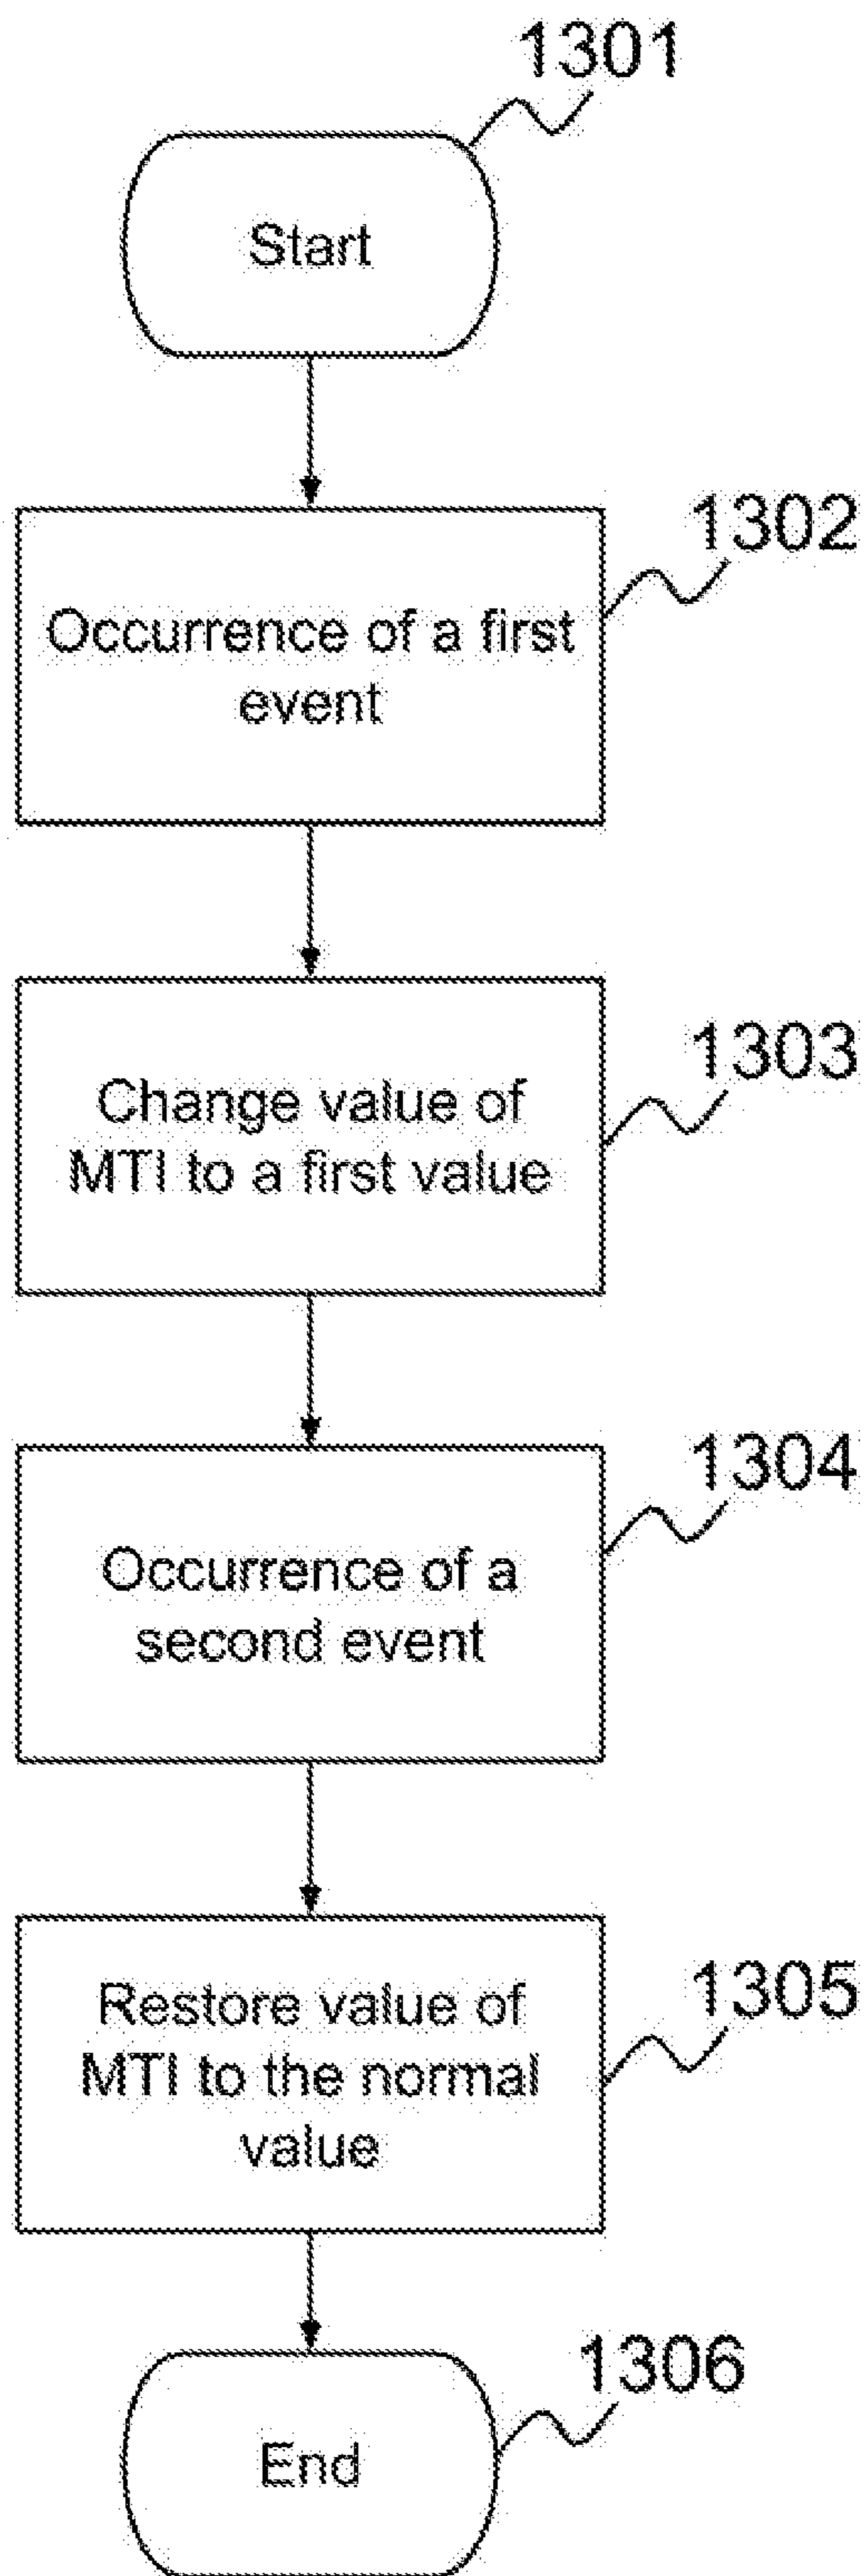 1301
Start
1302
Occurrence of a first
event
1303
Change value of
MTI to a first value
1304
Occurrence of a
second event
1305
Restore value of
MTI to the normal
value
1306
End